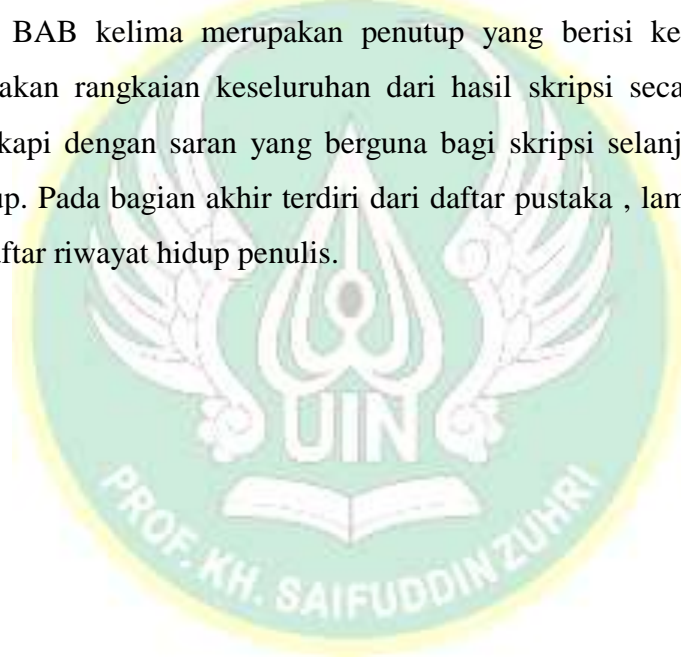 BAB kelima merupakan penutup yang berisi ke
akan rangkaian keseluruhan dari hasil skripsi seca
kapi dengan saran yang berguna bagi skripsi selanj
up. Pada bagian akhir terdiri dari daftar pustaka , lam
ftar riwayat hidup penulis.
UIN
PROF. KH. SAIFUDDIN ZUHRI